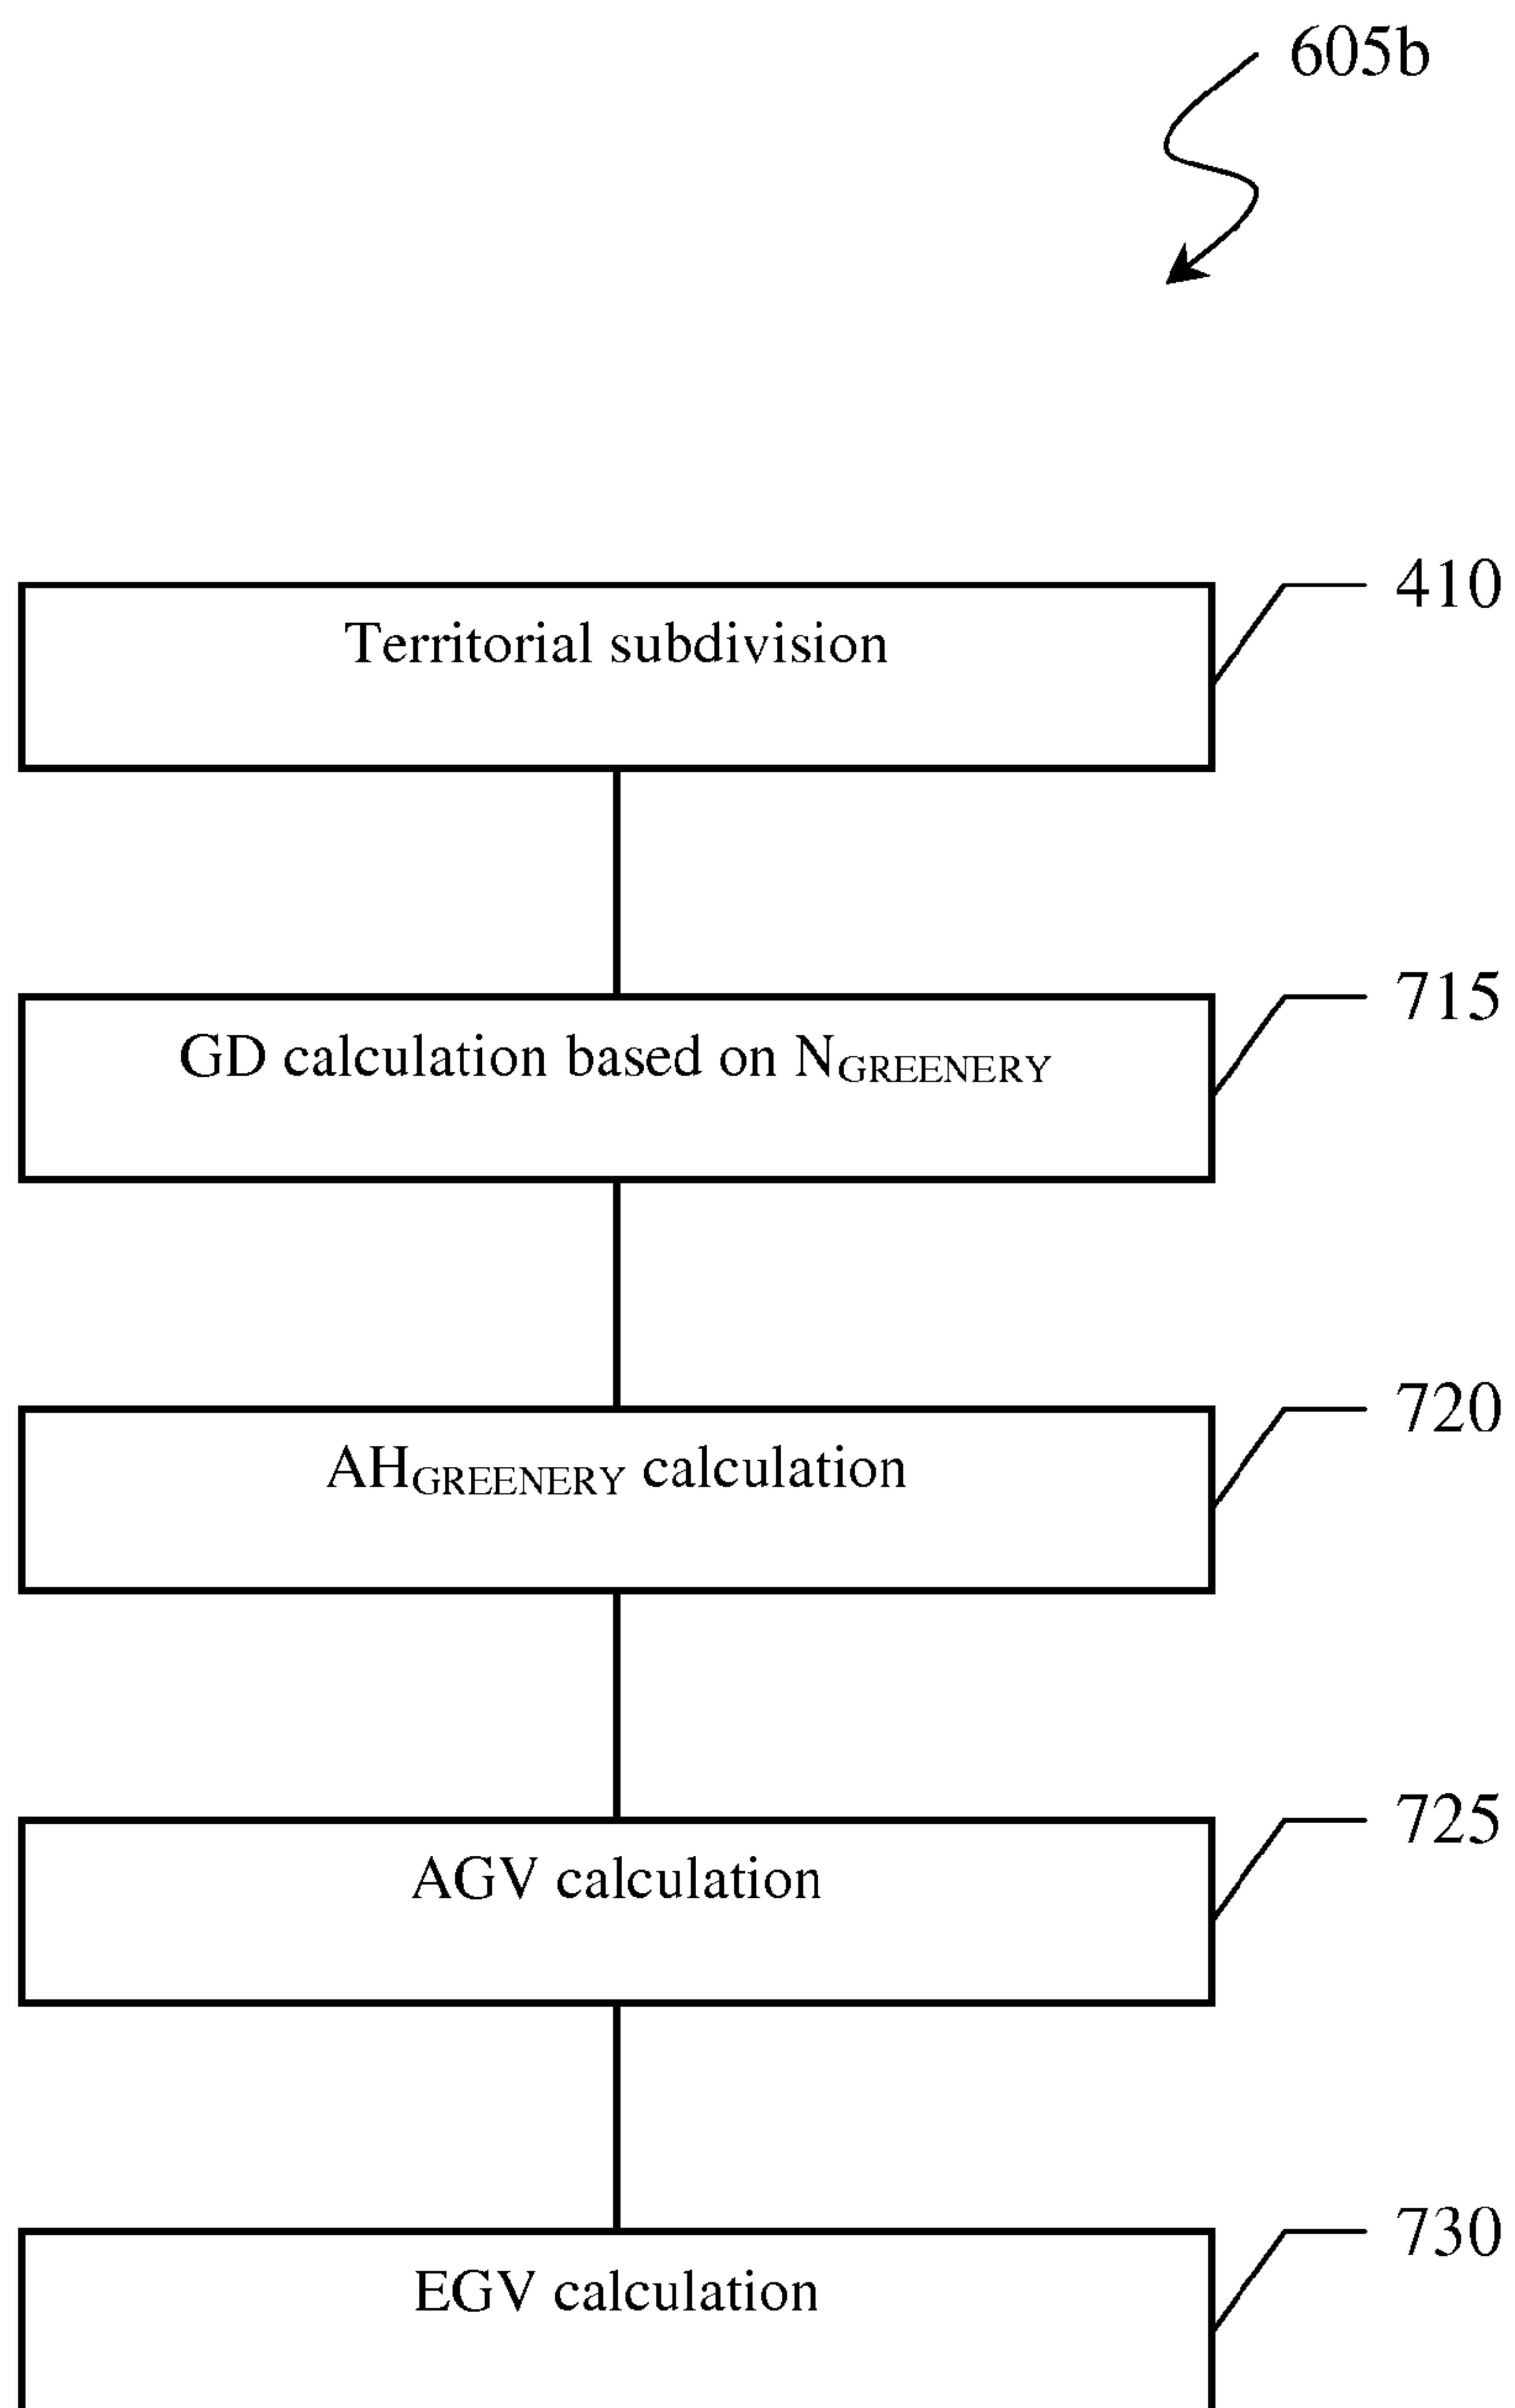 605b
410
Territorial subdivision
715
GD calculation based on NGREENERY
720
AHGREENERY calculation
725
AGV calculation
730
EGV calculation